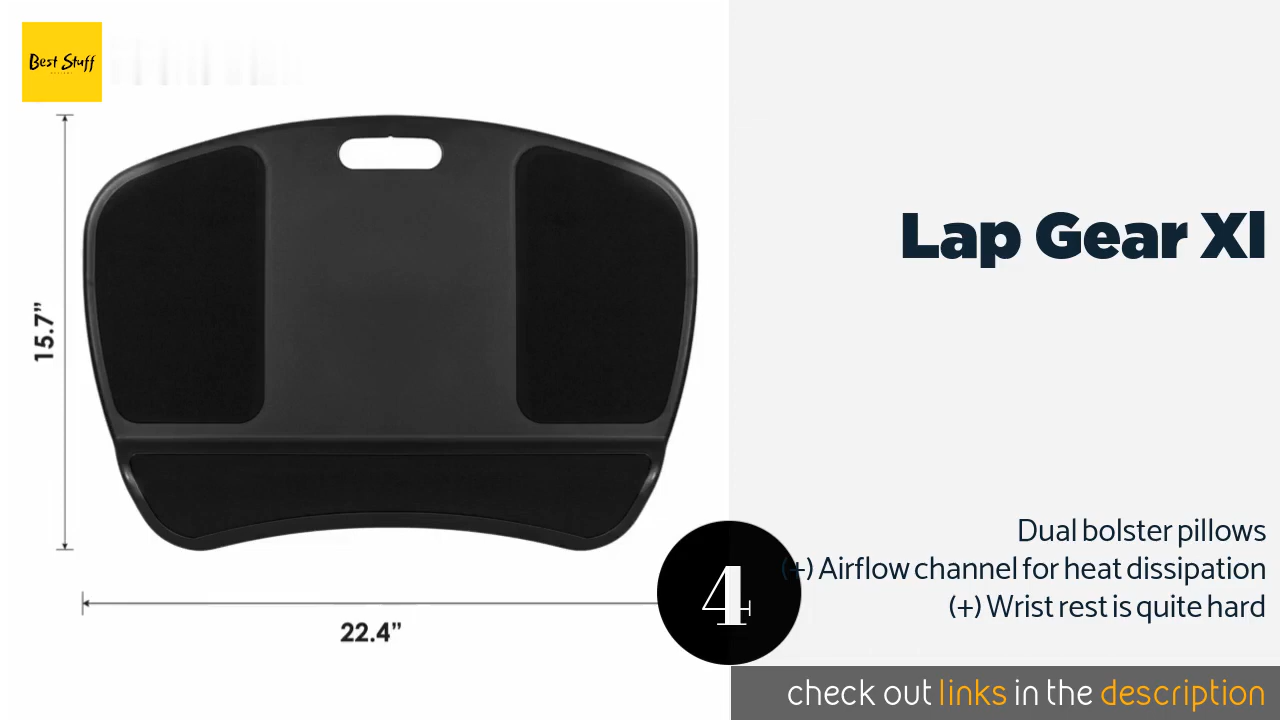 Best Stuff
Lap Gear Xl
15.7”
22.4”
4
Dual bolster pillows
(+) Airflow channel for heat dissipation
(+) Wrist rest is quite hard
check out links in the description